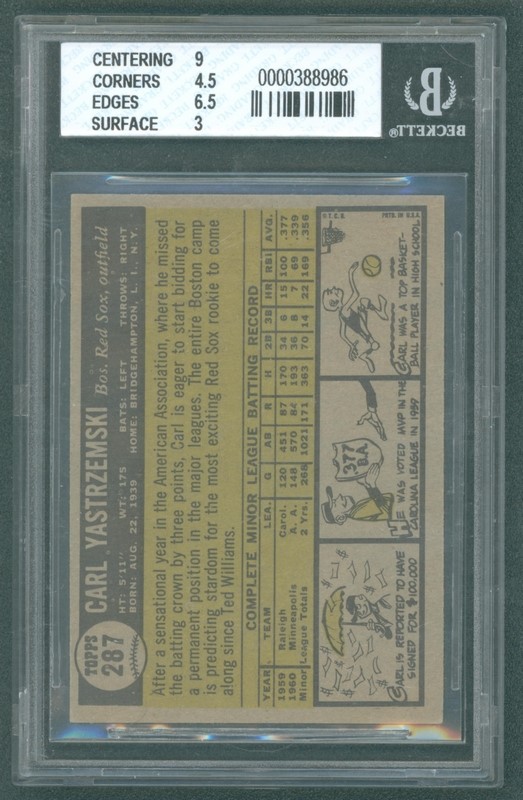 CENTERING 9
CORNERS 4.5
EDGES 6.5
SURFACE 3
0000388986
B
BECKETT®
TOPPS
287
CARL YASTRZEMSKI Bos. Red Sox, outfield
HT: 5'11" WT: 175 BATS: LEFT THROWS: RIGHT
BORN: AUG. 22, 1939 HOME: BRIDGEHAMPTON, L. I., N. Y.
After a sensational year in the American Association, where he missed
the batting crown by three points, Carl is eager to start bidding for
a permanent position in the major leagues. The entire Boston camp
is predicting stardom for the most exciting Red Sox rookie to come
along since Ted Williams.
COMPLETE MINOR LEAGUE BATTING RECORD
YEAR TEAM LEA. G AB R H 2B 3B HR RBI AVG.
1959 Raleigh Carol. 120 451 87 170 34 6 15 100 .377
1960 Minneapolis A. A. 148 570 84 193 36 8 7 69 .339
Minor League Totals 2 Yrs. 268 1021 171 363 70 14 22 169 .356
CARL IS REPORTED TO HAVE
SIGNED FOR $100,000
.377
B.A.
HE WAS VOTED MVP IN THE
CAROLINA LEAGUE IN 1959
© T.C.G. PRTD. IN U.S.A.
CARL WAS A TOP BASKET-
BALL PLAYER IN HIGH SCHOOL